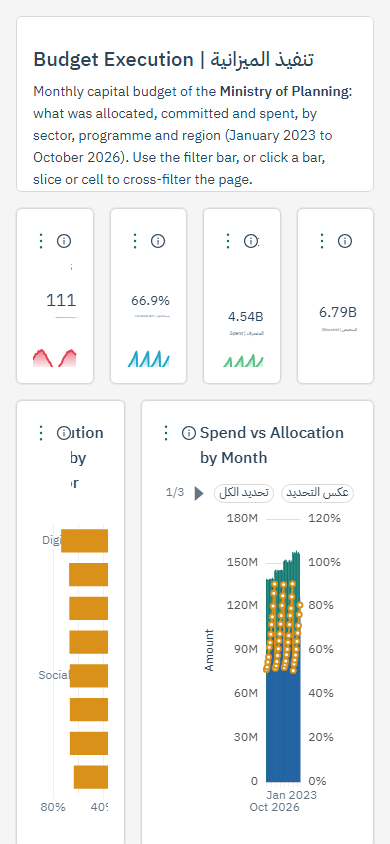 Budget Execution | تنفيذ الميزانية
Monthly capital budget of the Ministry of Planning:
what was allocated, committed and spent, by
sector, programme and region (January 2023 to
October 2026). Use the filter bar, or click a bar,
slice or cell to cross-filter the page.
111
66.9%
4.54B
Spent | المنصرف
6.79B
ution
by
Spend vs Allocation
by Month
1/3
تحديد الكل
عكس التحديد
180M
120%
150M
100%
120M
80%
90M
60%
60M
40%
30M
20%
0
0%
Amount
Jan 2023
Oct 2026
Digi
Social
80%
40%